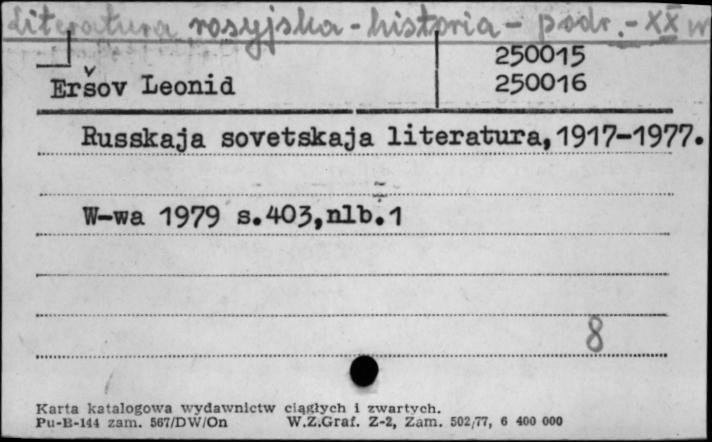 Literatura rosyjska - historia - podr. - XX w
250015
Eršov Leonid
250016
Russkaja sovetskaja literatura, 1917-1977.
W-wa 1979 s.403, nlb.1
8
Karta katalogowa wydawnictw ciągłych i zwartych.
Pu-B-144 zam. 567/DW/On W.Z.Graf. Z-2, Zam. 502/77, 6 400 000